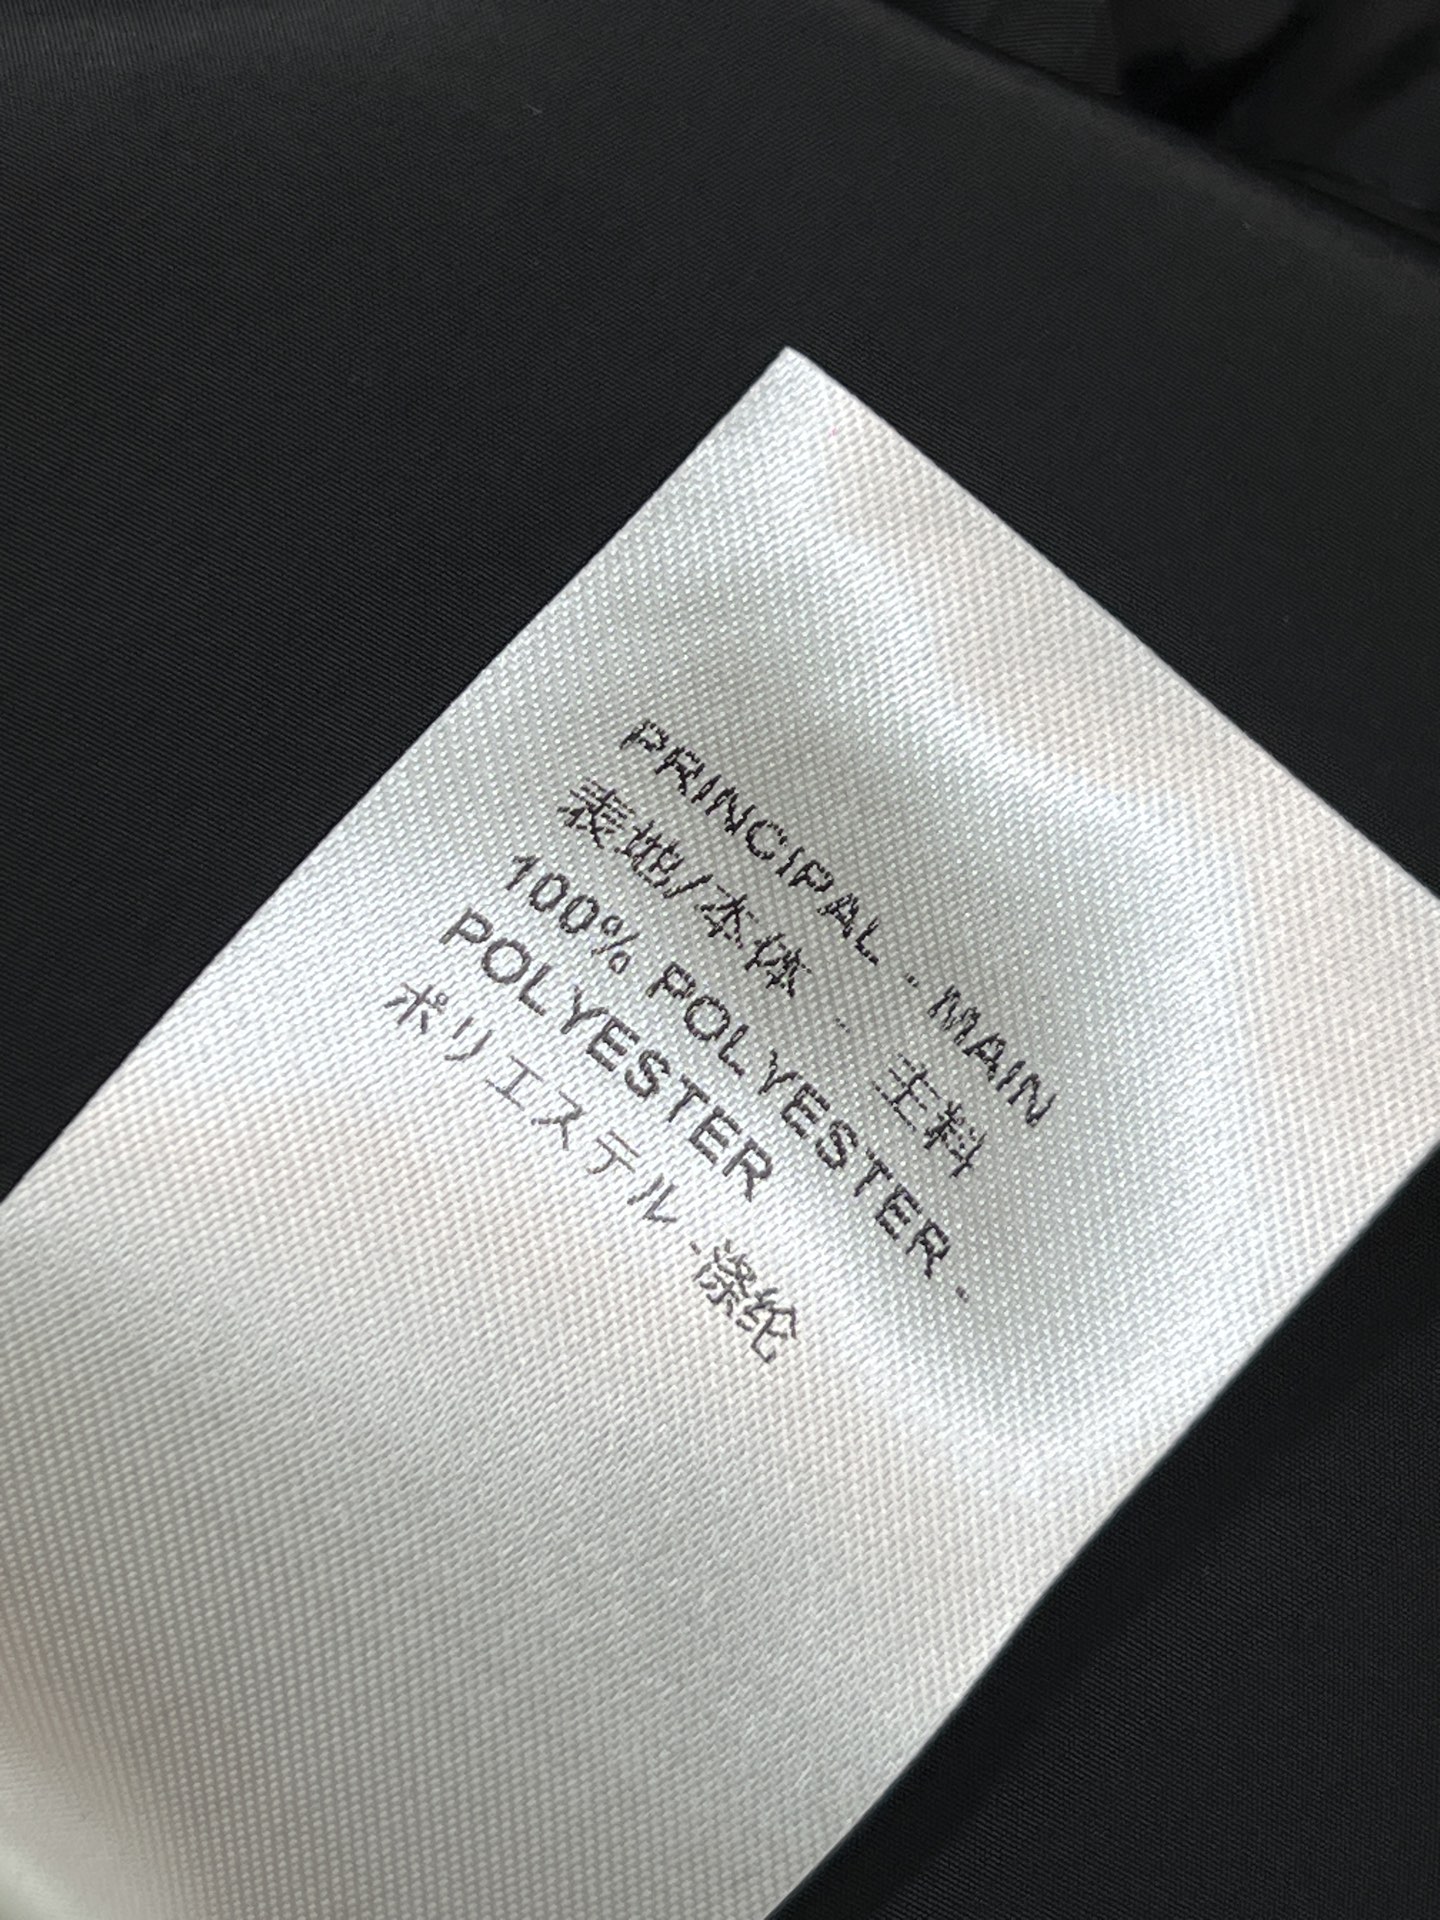 PRINCIPAL - MAIN
表地/本体 - 主料
100% POLYESTER -
POLYESTER
ポリエステル -涤纶